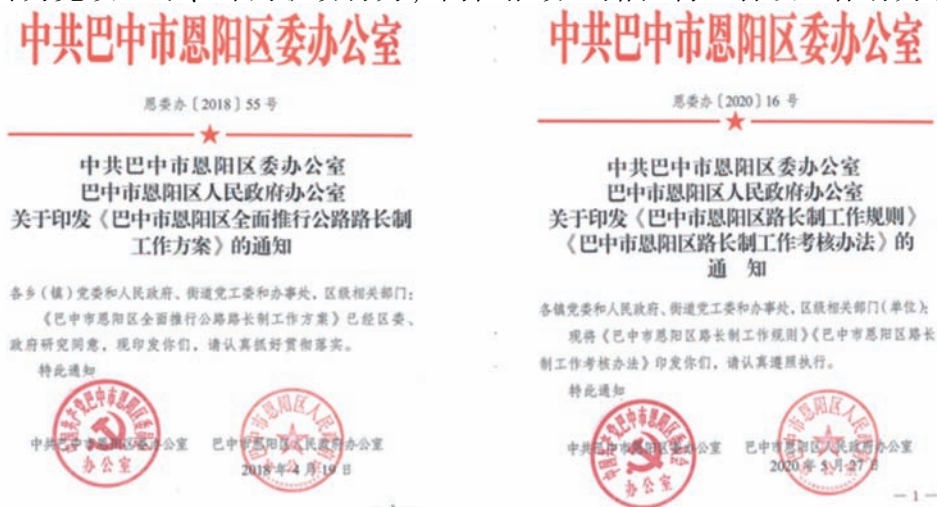 中共巴中市恩阳区委办公室
恩委办〔2018〕55号
中共巴中市恩阳区委办公室
巴中市恩阳区人民政府办公室
关于印发《巴中市恩阳区全面推行公路路长制
工作方案》的通知
各乡(镇)党委和人民政府、街道党工委和办事处,区级相关部门:
《巴中市恩阳区全面推行公路路长制工作方案》已经区委、
政府研究同意,现印发你们,请认真抓好贯彻落实。
特此通知
中共巴中市恩阳区委办公室 巴中市恩阳区人民政府办公室
2018年4月19日
办公室
中共巴中市恩阳区委办公室
恩委办〔2020〕16号
中共巴中市恩阳区委办公室
巴中市恩阳区人民政府办公室
关于印发《巴中市恩阳区路长制工作规则》
《巴中市恩阳区路长制工作考核办法》的
通 知
各镇党委和人民政府、街道党工委和办事处,区级相关部门(单位):
现将《巴中市恩阳区路长制工作规则》《巴中市恩阳区路长
制工作考核办法》印发你们,请认真遵照执行。
特此通知
中共巴中市恩阳区委办公室 巴中市恩阳区人民政府办公室
2020年5月27日
办公室
— 1 —